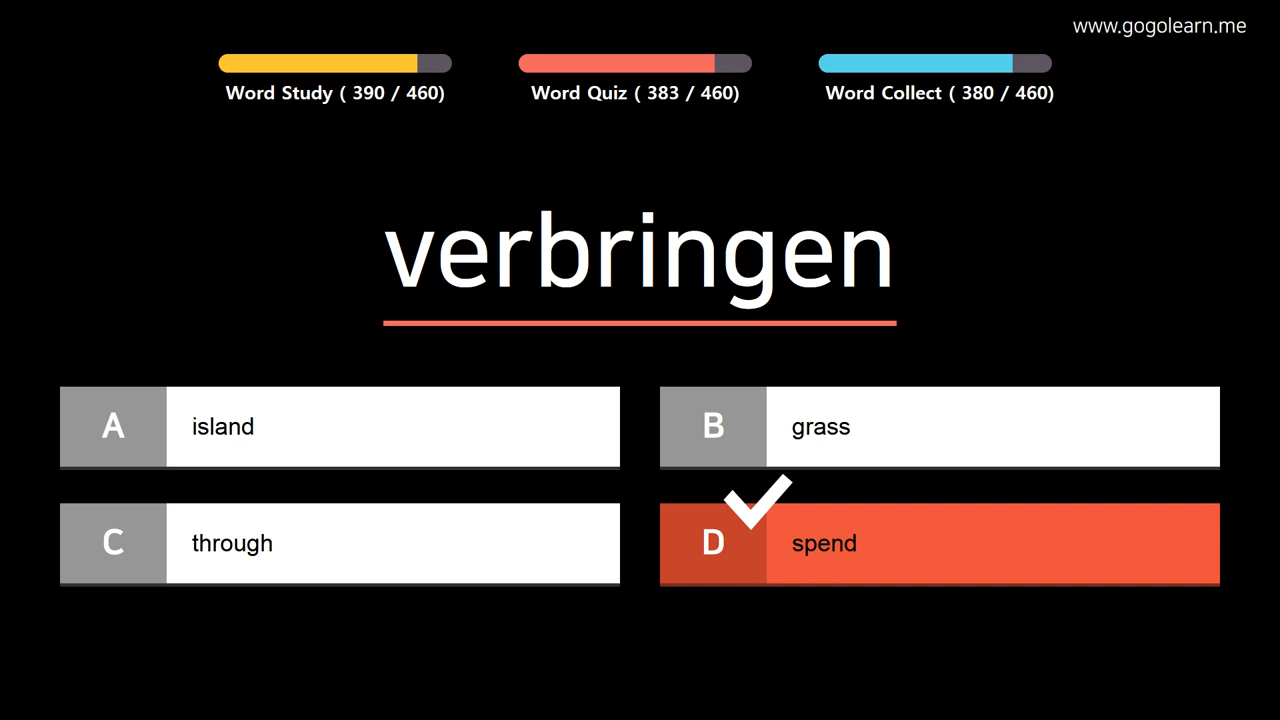 www.gogolearn.me
Word Study ( 390 / 460)
Word Quiz ( 383 / 460)
Word Collect ( 380 / 460)
verbringen
A island
B grass
C through
D spend